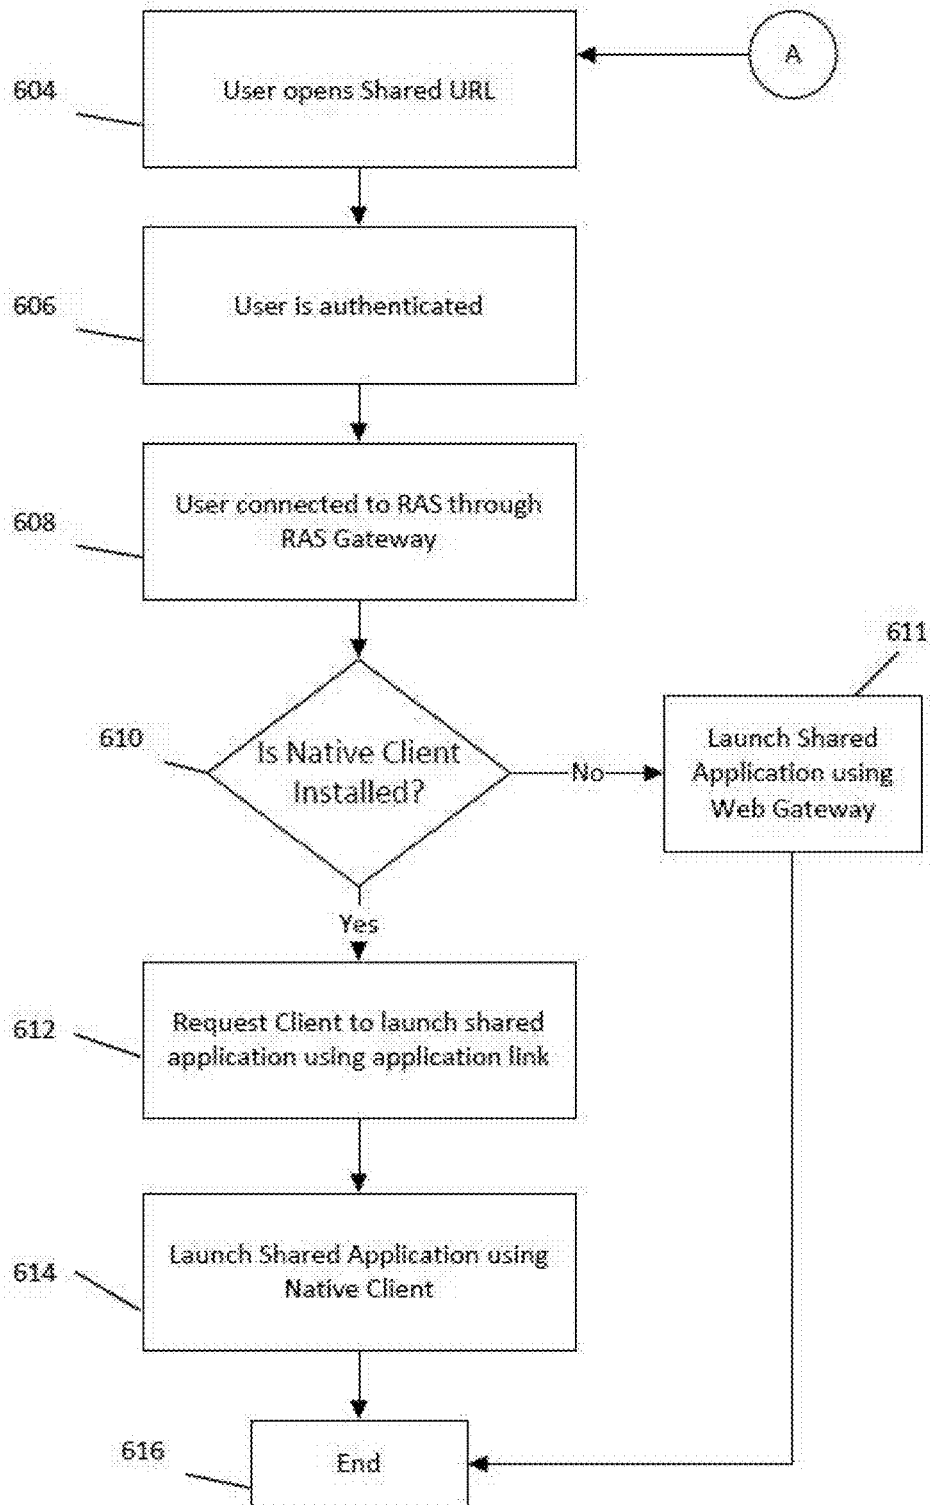 A
604
User opens Shared URL
606
User is authenticated
608
User connected to RAS through
RAS Gateway
611
610
Is Native Client
Installed?
No
Launch Shared
Application using
Web Gateway
Yes
612
Request Client to launch shared
application using application link
614
Launch Shared Application using
Native Client
616
End